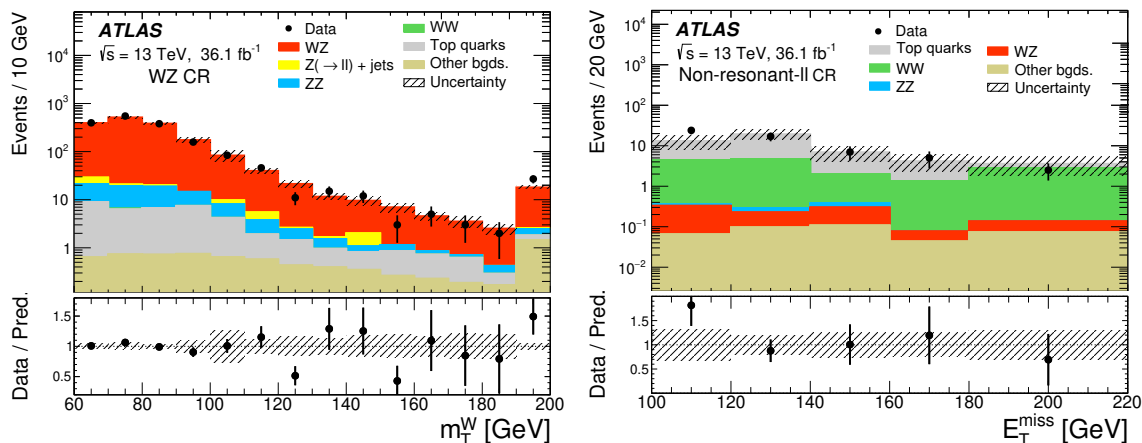 ATLAS
√s = 13 TeV, 36.1 fb⁻¹
WZ CR
Data
WZ
Z(→ll) + jets
ZZ
WW
Top quarks
Other bgds.
Uncertainty
Events / 10 GeV
10⁴
10³
10²
10
1
Data / Pred.
1.5
1
0.5
60 80 100 120 140 160 180 200
m_T^W [GeV]
ATLAS
√s = 13 TeV, 36.1 fb⁻¹
Non-resonant-ll CR
Data
Top quarks
WW
ZZ
WZ
Other bgds.
Uncertainty
Events / 20 GeV
10⁴
10³
10²
10
1
10⁻¹
10⁻²
Data / Pred.
1.5
1
0.5
100 120 140 160 180 200 220
E_T^miss [GeV]